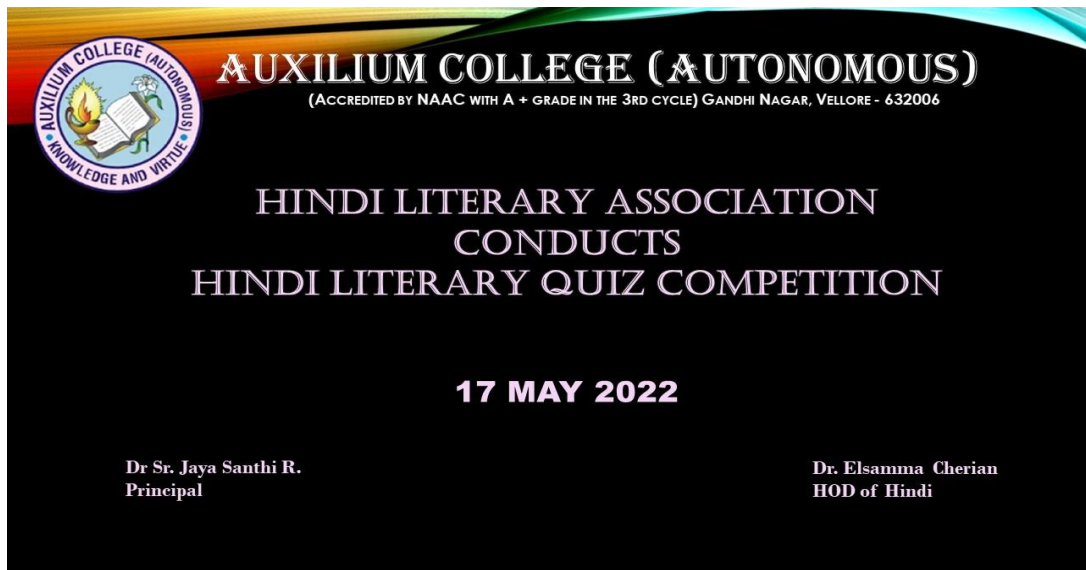 AUXILIUM COLLEGE (AUTONOMOUS)
KNOWLEDGE AND VIRTUE
AUXILIUM COLLEGE (AUTONOMOUS)
(ACCREDITED BY NAAC WITH A + GRADE IN THE 3RD CYCLE) GANDHI NAGAR, VELLORE - 632006
HINDI LITERARY ASSOCIATION
CONDUCTS
HINDI LITERARY QUIZ COMPETITION
17 MAY 2022
Dr Sr. Jaya Santhi R.
Principal
Dr. Elsamma Cherian
HOD of Hindi